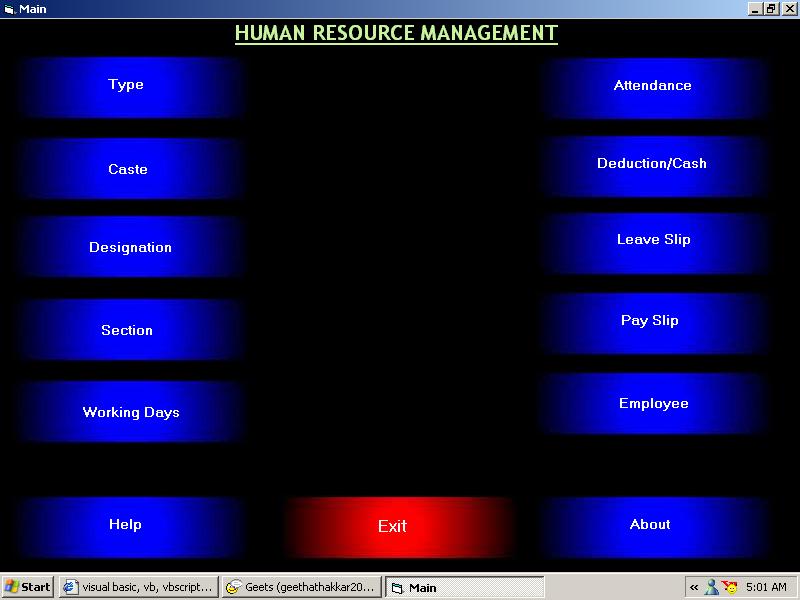 Main
HUMAN RESOURCE MANAGEMENT
Type
Attendance
Caste
Deduction/Cash
Designation
Leave Slip
Section
Pay Slip
Working Days
Employee
Help
Exit
About
Start
visual basic, vb, vbscript...
Geets (geethathakkar20...
Main
«
5:01 AM